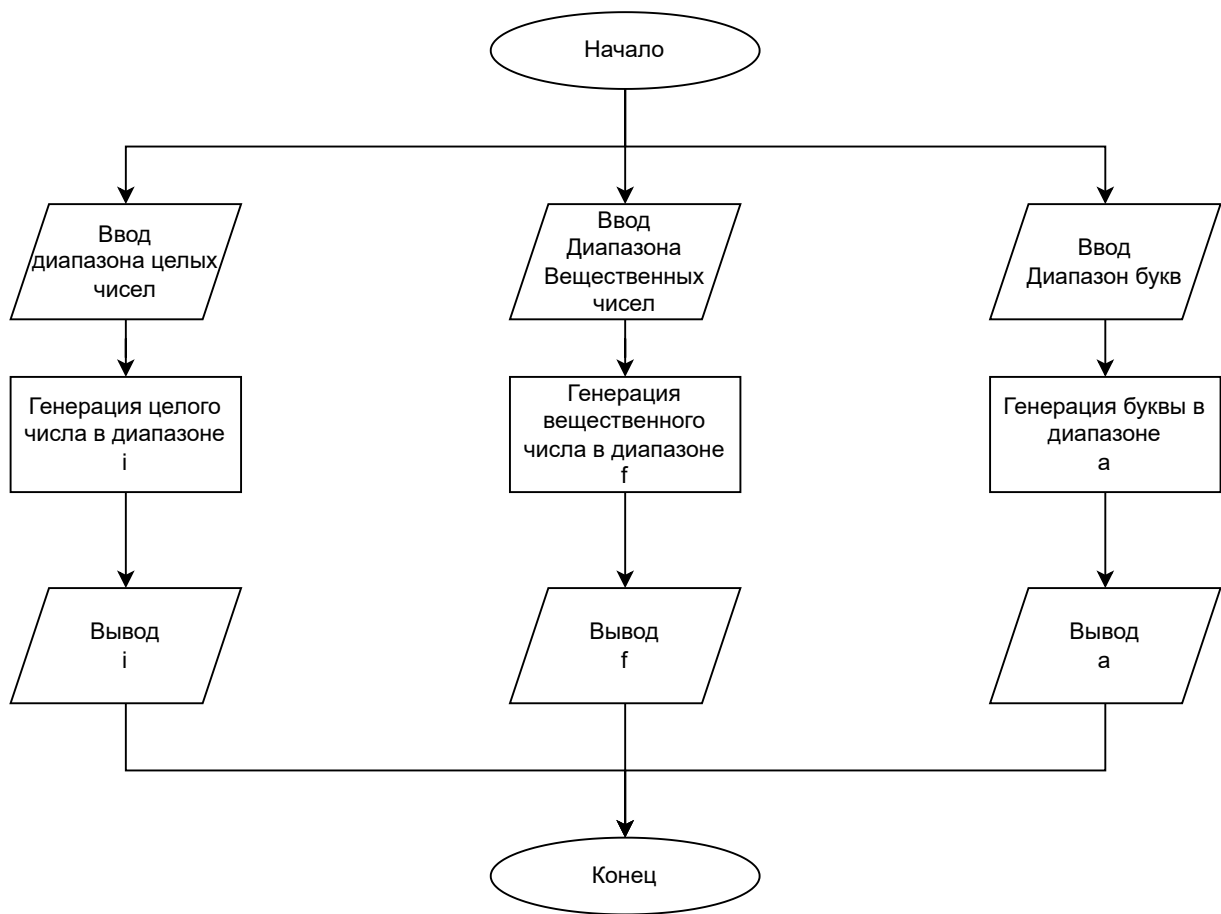 Начало
Ввод
диапазона целых
чисел
Ввод
Диапазона
Вещественных
чисел
Ввод
Диапазон букв
Генерация целого
числа в диапазоне
i
Генерация
вещественного
числа в диапазоне
f
Генерация буквы в
диапазоне
a
Вывод
i
Вывод
f
Вывод
a
Конец